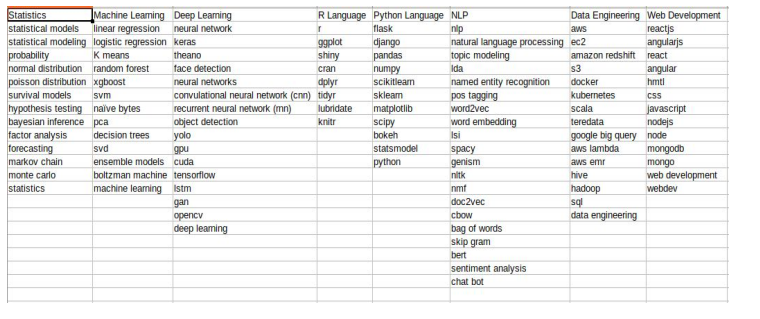 Statistics Machine Learning Deep Learning R Language Python Language NLP Data Engineering Web Development
statistical models linear regression neural network r flask nlp aws reactjs
statistical modeling logistic regression keras ggplot django natural language processing ec2 angularjs
probability K means theano shiny pandas topic modeling amazon redshift react
normal distribution random forest face detection cran numpy lda s3 angular
poisson distribution xgboost neural networks dplyr scikitlearn named entity recognition docker hmtl
survival models svm convulational neural network (cnn) tidyr sklearn pos tagging kubernetes css
hypothesis testing naïve bytes recurrent neural network (rnn) lubridate matplotlib word2vec scala javascript
bayesian inference pca object detection knitr scipy word embedding teredata nodejs
factor analysis decision trees yolo bokeh lsi google big query node
forecasting svd gpu statsmodel spacy aws lambda mongodb
markov chain ensemble models cuda python genism aws emr mongo
monte carlo boltzman machine tensorflow nltk hive web development
statistics machine learning lstm nmf hadoop webdev
gan doc2vec sql
opencv cbow data engineering
deep learning bag of words
skip gram
bert
sentiment analysis
chat bot